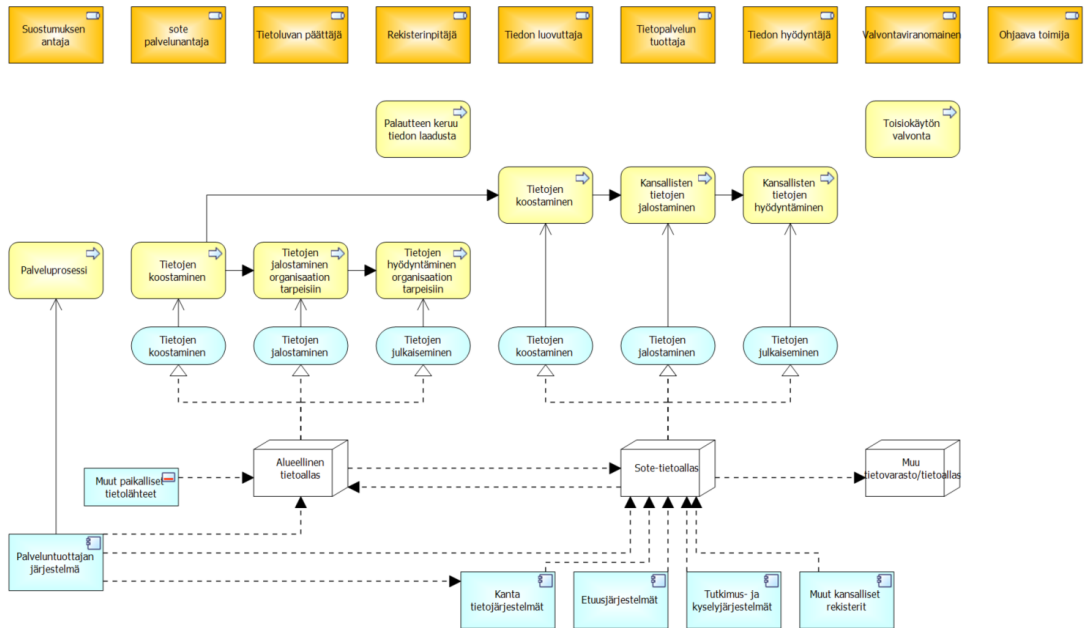 Suostumuksen
antaja
sote
palvelunantaja
Tietoluvan päättäjä
Rekisterinpitäjä
Tiedon luovuttaja
Tietopalvelun
tuottaja
Tiedon hyödyntäjä
Valvontaviranomainen
Ohjaava toimija
Palautteen keruu
tiedon laadusta
Toisiokäytön
valvonta
Tietojen
koostaminen
Kansallisten
tietojen
jalostaminen
Kansallisten
tietojen
hyödyntäminen
Palveluprosessi
Tietojen
koostaminen
Tietojen
jalostaminen
organisaation
tarpeisiin
Tietojen
hyödyntäminen
organisaation
tarpeisiin
Tietojen
koostaminen
Tietojen
jalostaminen
Tietojen
julkaiseminen
Tietojen
koostaminen
Tietojen
jalostaminen
Tietojen
julkaiseminen
Alueellinen
tietoallas
Sote-tietoallas
Muu
tietovarasto/tietoallas
Muut paikalliset
tietolähteet
Palveluntuottajan
järjestelmä
Kanta
tietojärjestelmät
Etuusjärjestelmät
Tutkimus- ja
kyselyjärjestelmät
Muut kansalliset
rekisterit